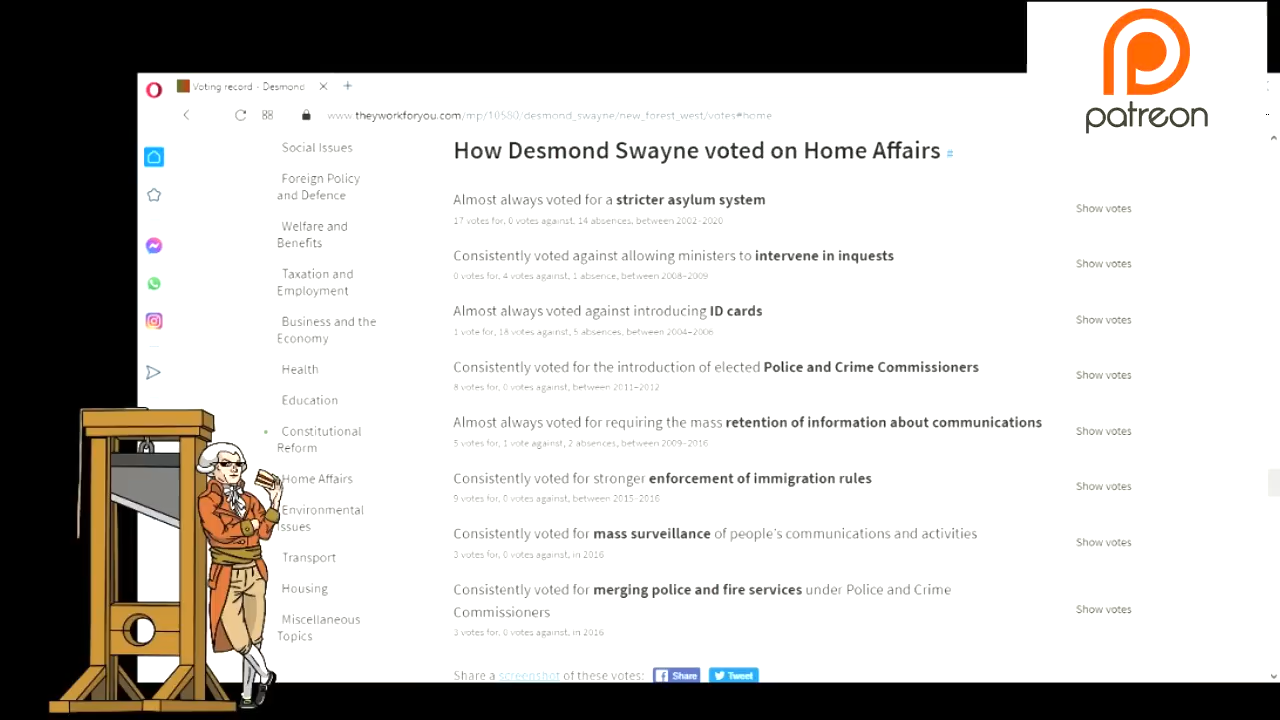 patreon
Voting record - Desmond
www.theyworkforyou.com/mp/10580/desmond_swayne/new_forest_west/votes#home
Social Issues
Foreign Policy
and Defence
Welfare and
Benefits
Taxation and
Employment
Business and the
Economy
Health
Education
Constitutional
Reform
Home Affairs
Environmental
Issues
Transport
Housing
Miscellaneous
Topics
How Desmond Swayne voted on Home Affairs #
Almost always voted for a stricter asylum system
17 votes for, 0 votes against, 14 absences, between 2002–2020
Show votes
Consistently voted against allowing ministers to intervene in inquests
0 votes for, 4 votes against, 1 absence, between 2008–2009
Show votes
Almost always voted against introducing ID cards
1 vote for, 18 votes against, 5 absences, between 2004–2006
Show votes
Consistently voted for the introduction of elected Police and Crime Commissioners
8 votes for, 0 votes against, between 2011–2012
Show votes
Almost always voted for requiring the mass retention of information about communications
5 votes for, 1 vote against, 2 absences, between 2009–2016
Show votes
Consistently voted for stronger enforcement of immigration rules
9 votes for, 0 votes against, between 2015–2016
Show votes
Consistently voted for mass surveillance of people's communications and activities
3 votes for, 0 votes against, in 2016
Show votes
Consistently voted for merging police and fire services under Police and Crime
Commissioners
3 votes for, 0 votes against, in 2016
Show votes
Share a screenshot of these votes: Share Tweet